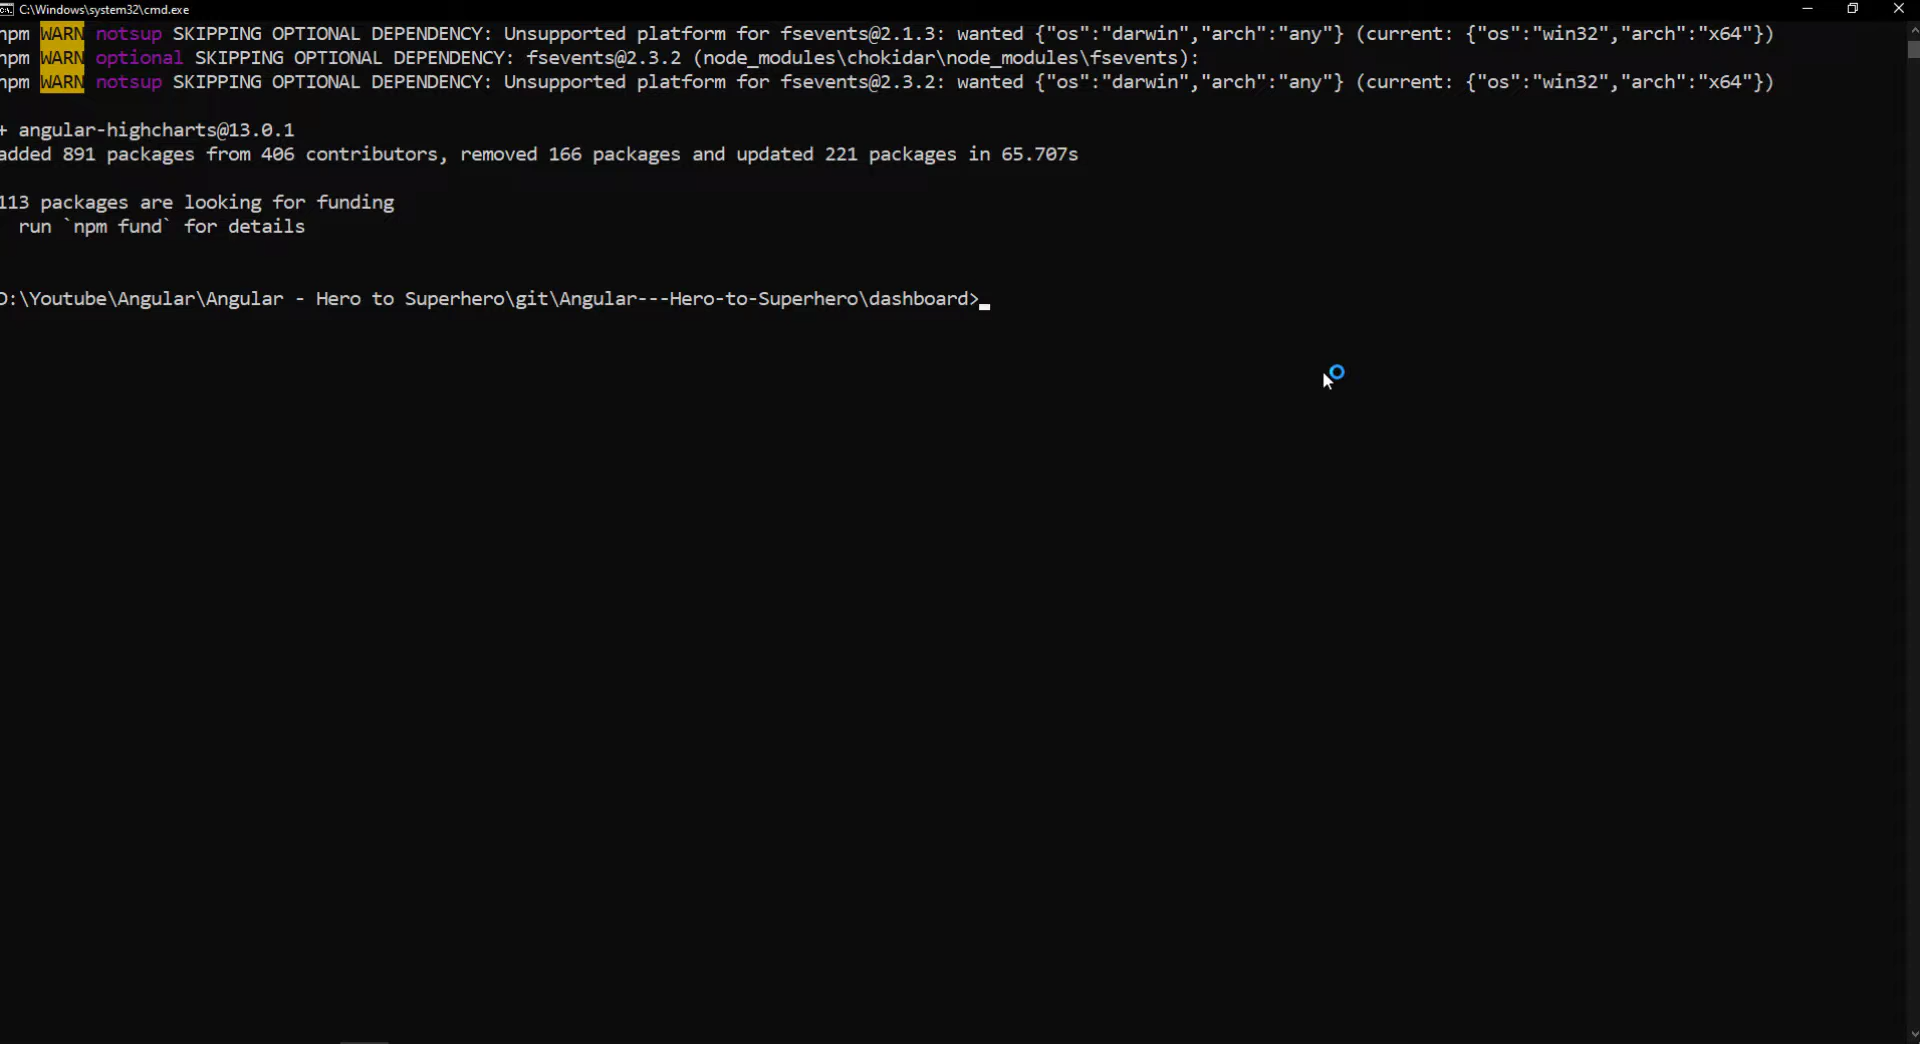 C:\Windows\system32\cmd.exe
npm WARN notsup SKIPPING OPTIONAL DEPENDENCY: Unsupported platform for fsevents@2.1.3: wanted {"os":"darwin","arch":"any"} (current: {"os":"win32","arch":"x64"})
npm WARN optional SKIPPING OPTIONAL DEPENDENCY: fsevents@2.3.2 (node_modules\chokidar\node_modules\fsevents):
npm WARN notsup SKIPPING OPTIONAL DEPENDENCY: Unsupported platform for fsevents@2.3.2: wanted {"os":"darwin","arch":"any"} (current: {"os":"win32","arch":"x64"})
+ angular-highcharts@13.0.1
added 891 packages from 406 contributors, removed 166 packages and updated 221 packages in 65.707s
113 packages are looking for funding
run `npm fund` for details
D:\Youtube\Angular\Angular - Hero to Superhero\git\Angular---Hero-to-Superhero\dashboard>